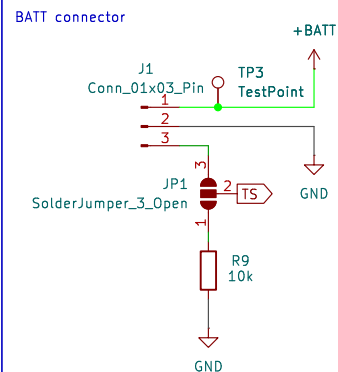 BATT connector
+BATT
J1
Conn_01x03_Pin
TP3
TestPoint
1
2
3
GND
3
JP1
SolderJumper_3_Open
2
TS
1
R9
10k
GND